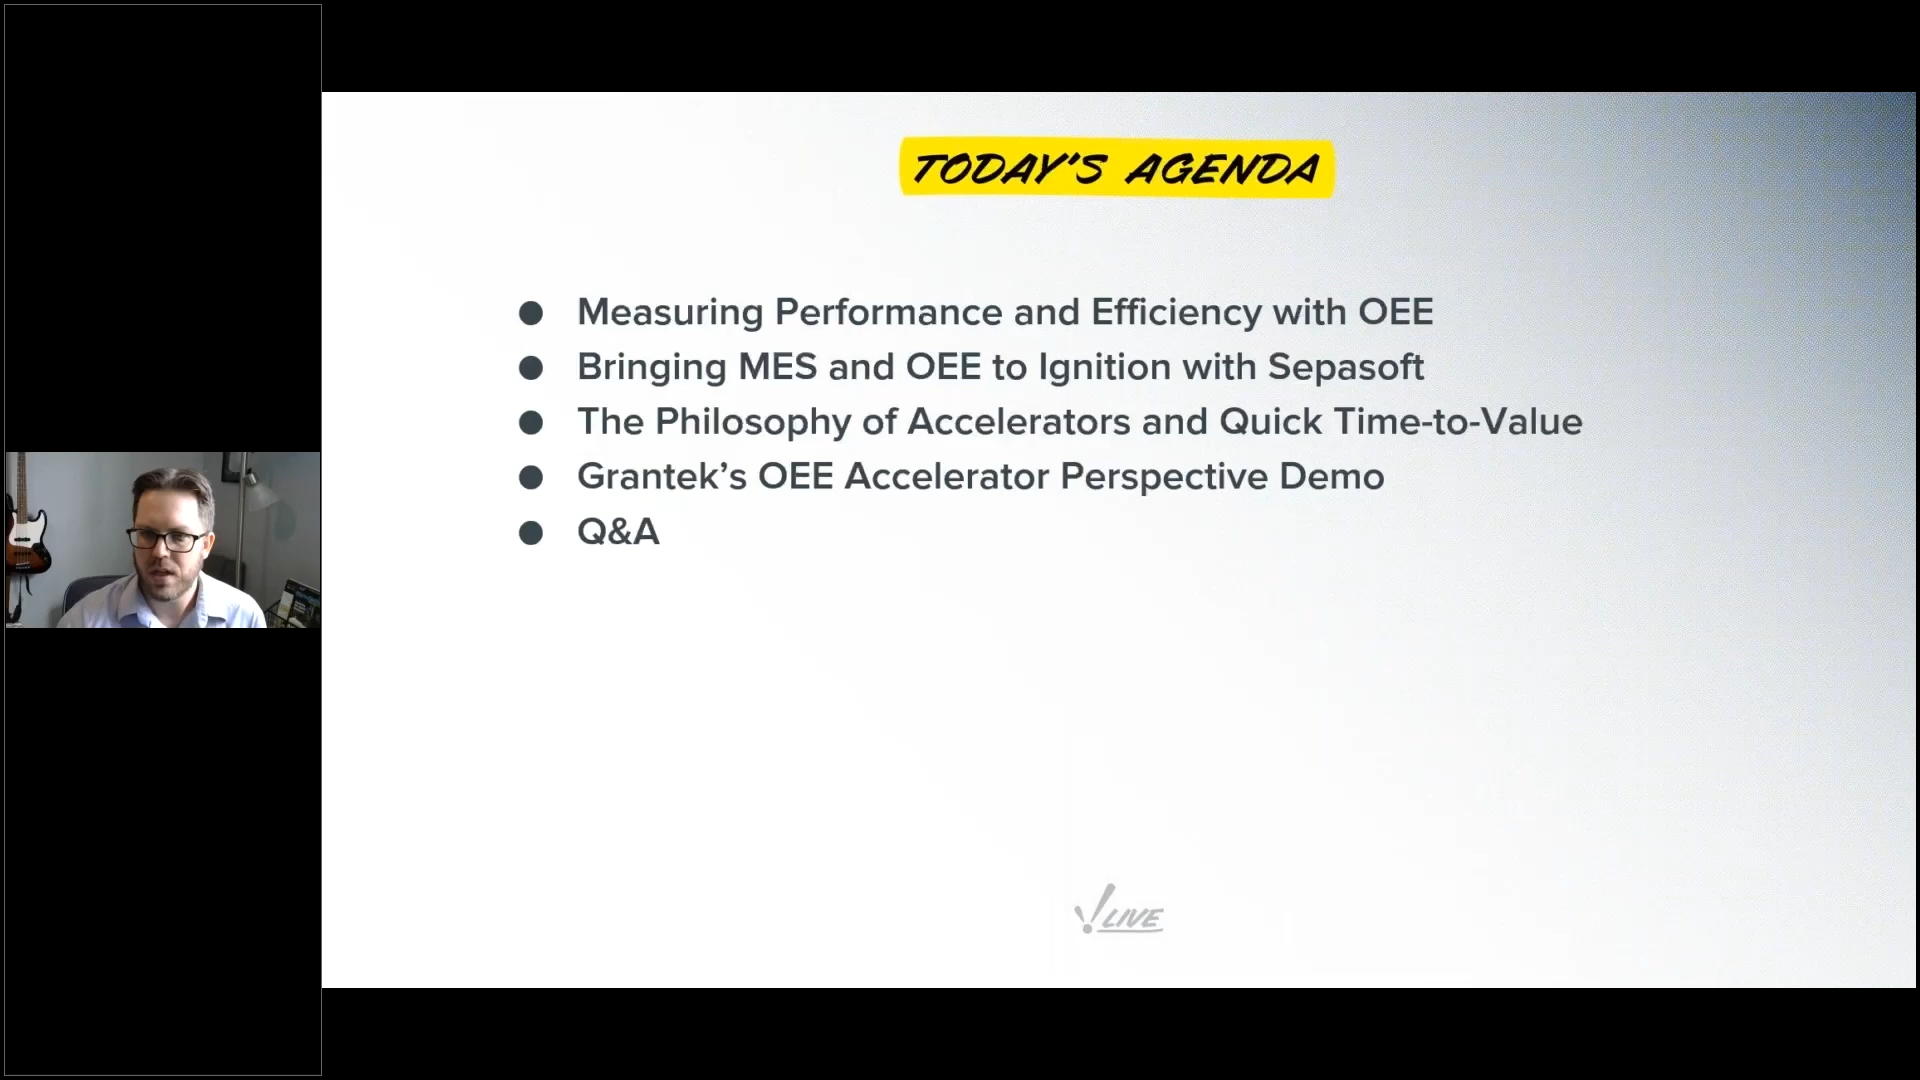 TODAY'S AGENDA
● Measuring Performance and Efficiency with OEE
● Bringing MES and OEE to Ignition with Sepasoft
● The Philosophy of Accelerators and Quick Time-to-Value
● Grantek’s OEE Accelerator Perspective Demo
● Q&A
LIVE